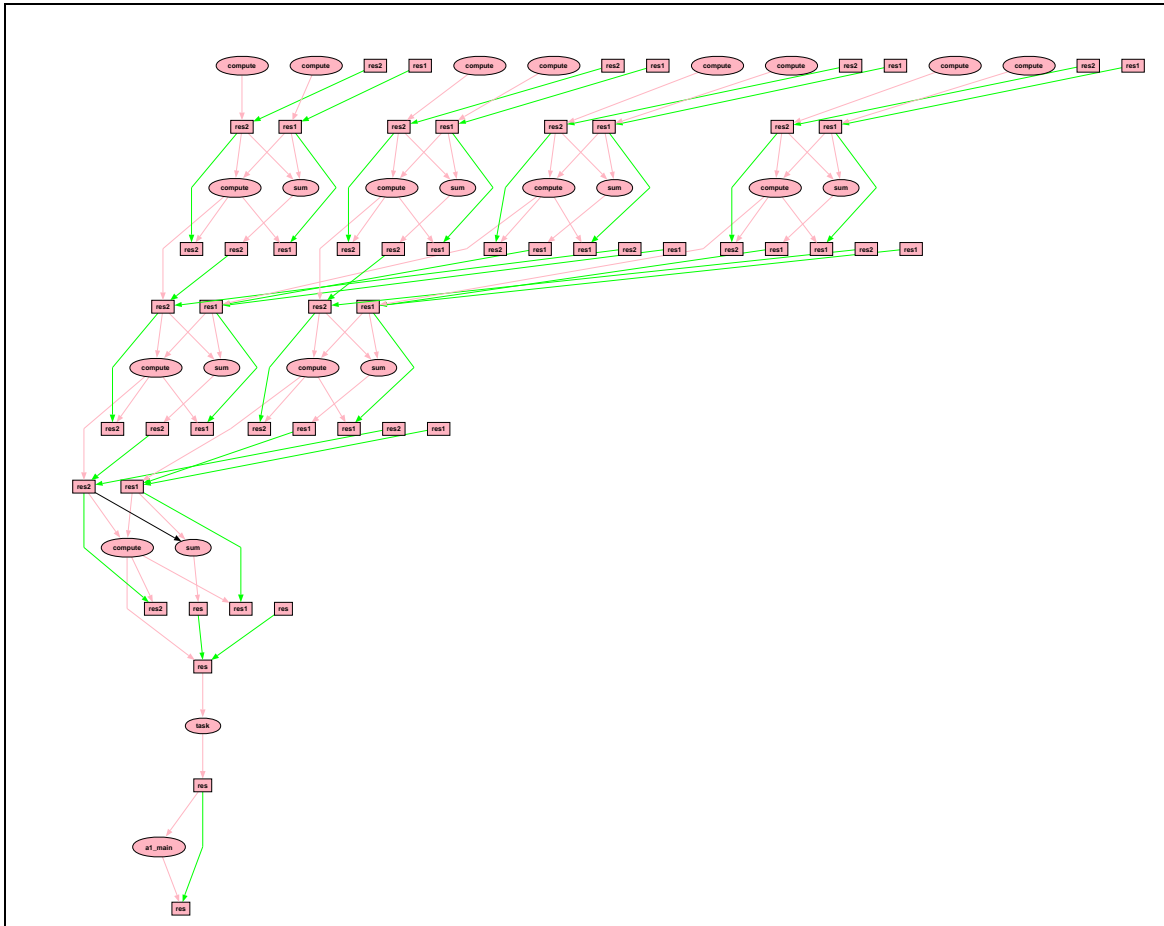 compute compute res2 res1 compute compute res2 res1 compute compute res2 res1 compute compute res2 res1
res2 res1 res2 res1 res2 res1 res2 res1
compute sum compute sum compute sum compute sum
res2 res2 res1 res2 res2 res1 res2 res1 res1 res2 res1 res2 res1 res1 res2 res1
res2 res1 res2 res1
compute sum compute sum
res2 res2 res1 res2 res1 res1 res2 res1
res2 res1
compute sum
res2 res res1 res
res
task
res
a1_main
res